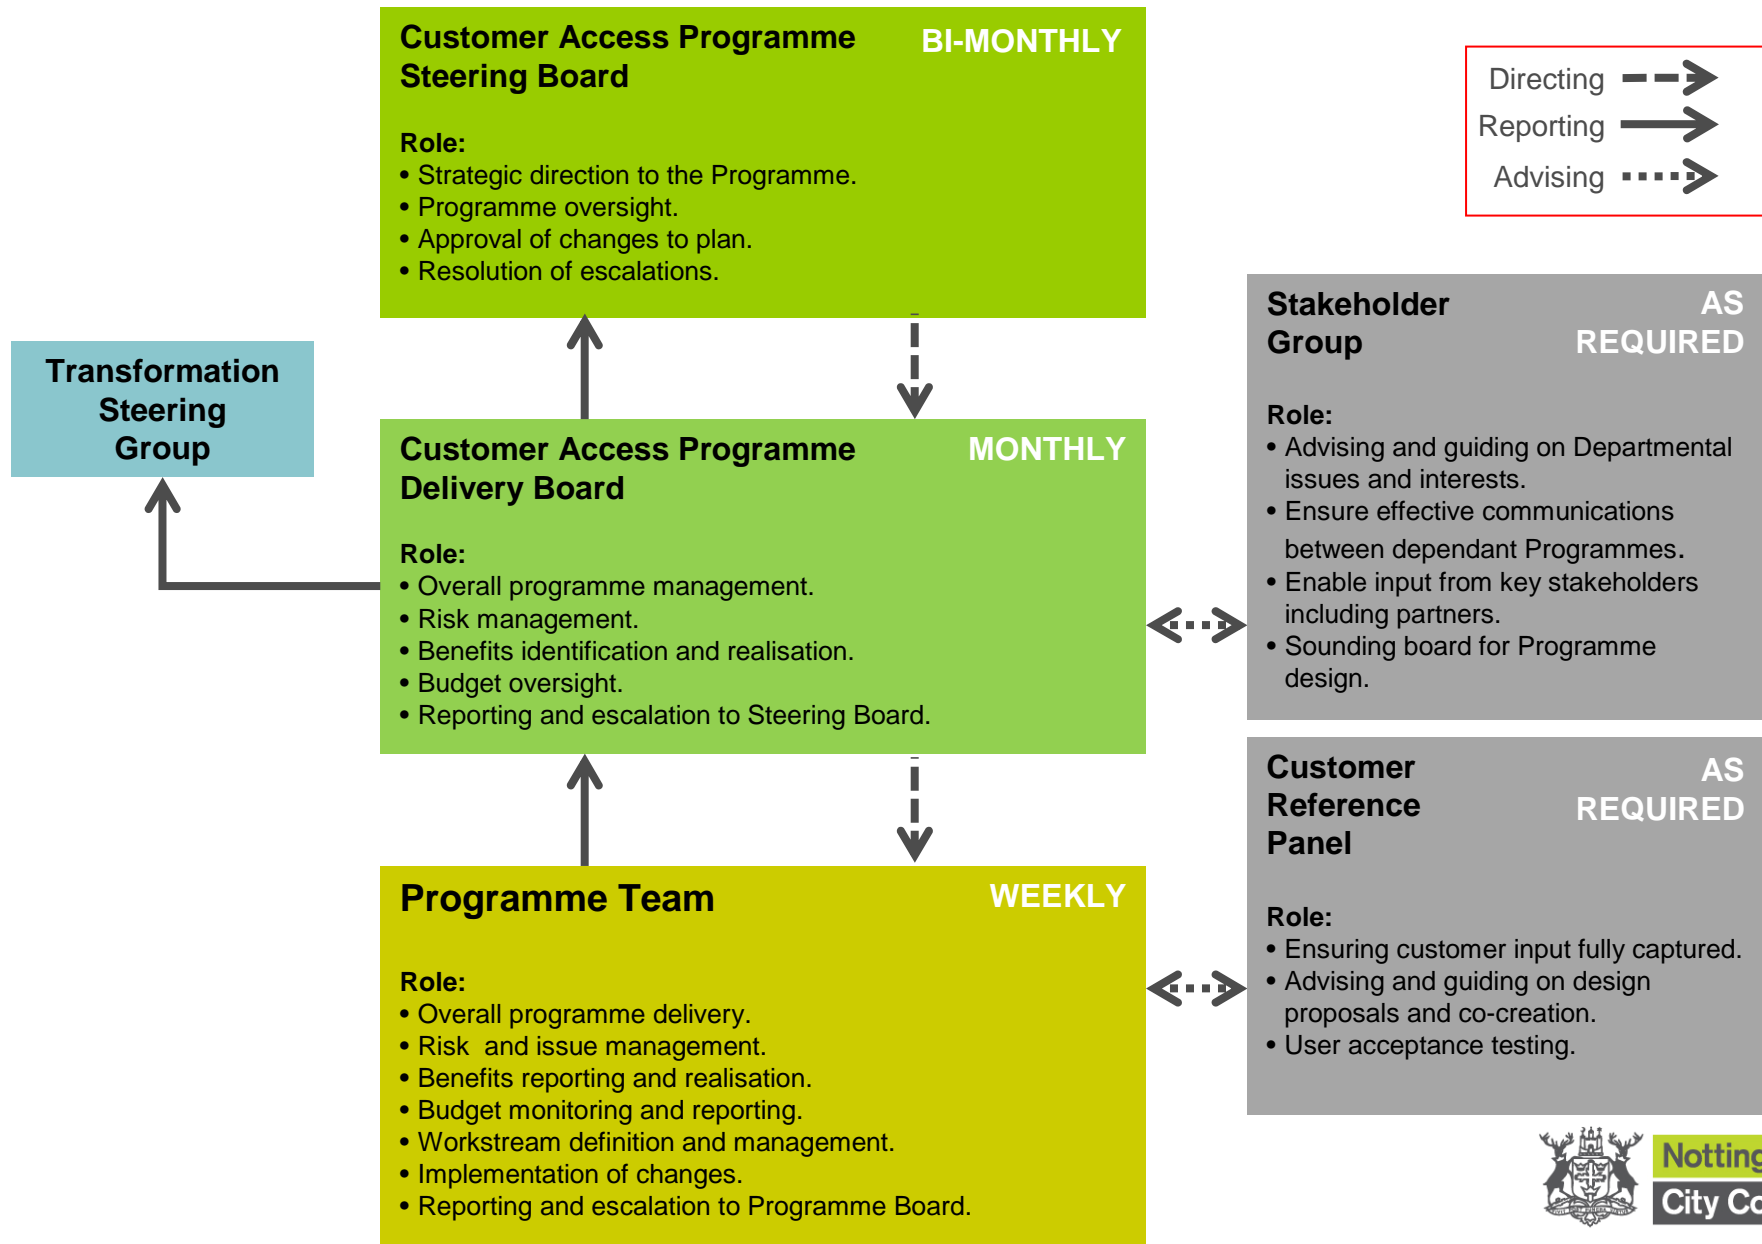 Customer Access Programme
Steering Board
BI-MONTHLY
Role:
• Strategic direction to the Programme.
• Programme oversight.
• Approval of changes to plan.
• Resolution of escalations.
Directing
Reporting
Advising
Transformation
Steering
Group
Customer Access Programme
Delivery Board
MONTHLY
Role:
• Overall programme management.
• Risk management.
• Benefits identification and realisation.
• Budget oversight.
• Reporting and escalation to Steering Board.
Stakeholder
Group
AS
REQUIRED
Role:
• Advising and guiding on Departmental
issues and interests.
• Ensure effective communications
between dependant Programmes.
• Enable input from key stakeholders
including partners.
• Sounding board for Programme
design.
Programme Team
WEEKLY
Role:
• Overall programme delivery.
• Risk and issue management.
• Benefits reporting and realisation.
• Budget monitoring and reporting.
• Workstream definition and management.
• Implementation of changes.
• Reporting and escalation to Programme Board.
Customer
Reference
Panel
AS
REQUIRED
Role:
• Ensuring customer input fully captured.
• Advising and guiding on design
proposals and co-creation.
• User acceptance testing.
Notting
City Co